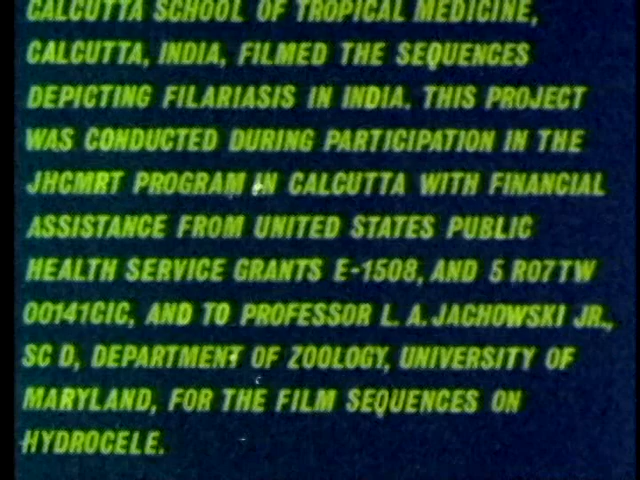 CALCUTTA SCHOOL OF TROPICAL MEDICINE,
CALCUTTA, INDIA, FILMED THE SEQUENCES
DEPICTING FILARIASIS IN INDIA. THIS PROJECT
WAS CONDUCTED DURING PARTICIPATION IN THE
JHCMRT PROGRAM IN CALCUTTA WITH FINANCIAL
ASSISTANCE FROM UNITED STATES PUBLIC
HEALTH SERVICE GRANTS E-1508, AND 5 R07TW
00141CIC, AND TO PROFESSOR L. A. JACHOWSKI JR.,
SC D, DEPARTMENT OF ZOOLOGY, UNIVERSITY OF
MARYLAND, FOR THE FILM SEQUENCES ON
HYDROCELE.